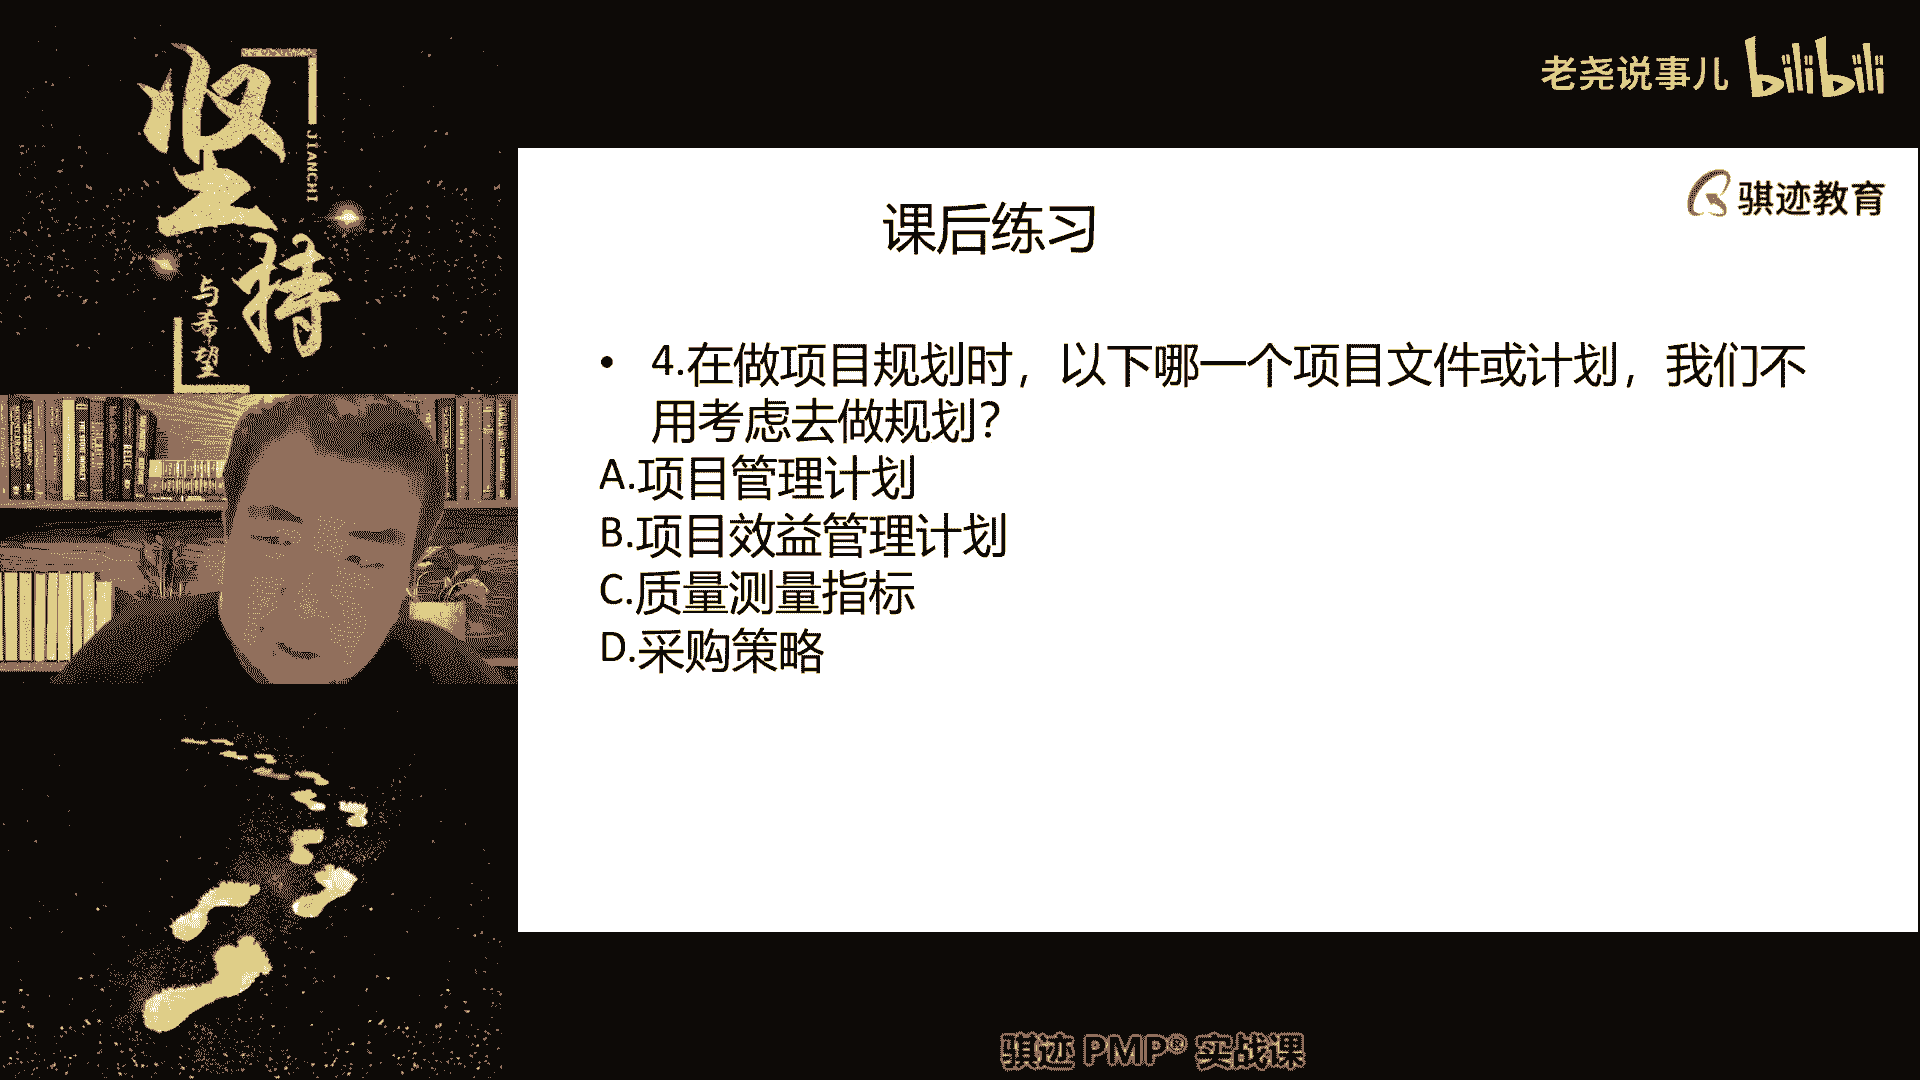 坚持
JIANCHI
与希望
老尧说事儿 bilibili
骐迹教育
课后练习
• 4.在做项目规划时，以下哪一个项目文件或计划，我们不
用考虑去做规划？
A.项目管理计划
B.项目效益管理计划
C.质量测量指标
D.采购策略
骐迹 PMP® 实战课